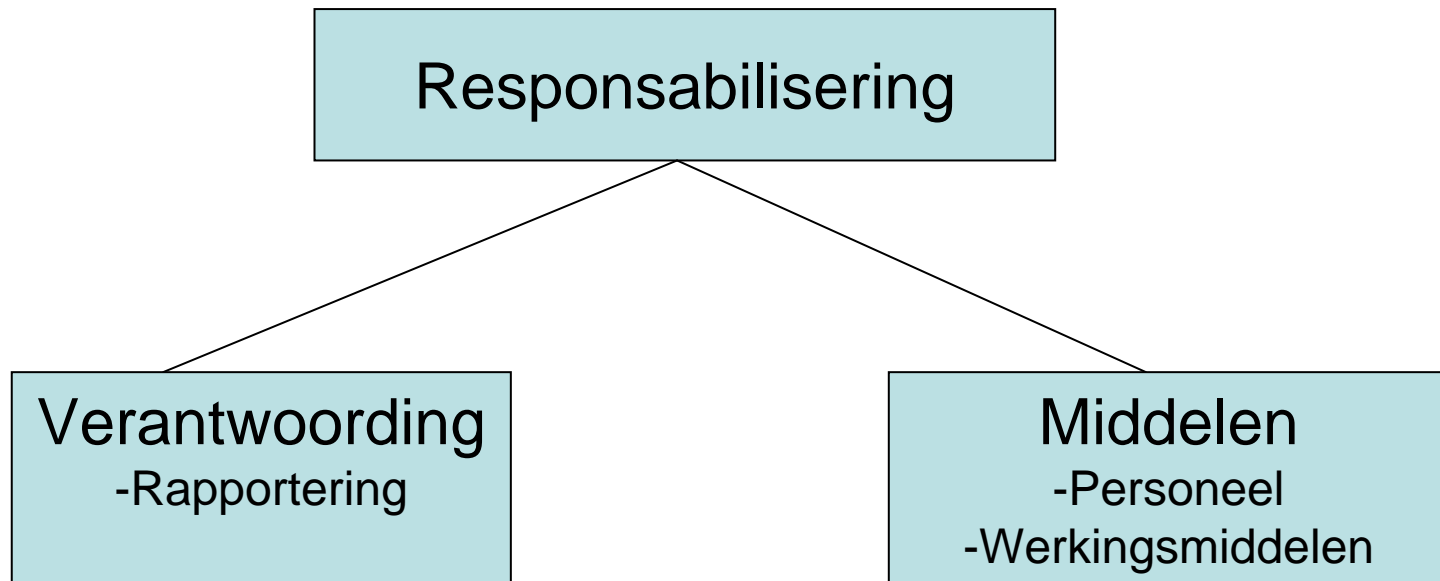 Responsabilisering
Verantwoording
-Rapportering
Middelen
-Personeel
-Werkingsmiddelen